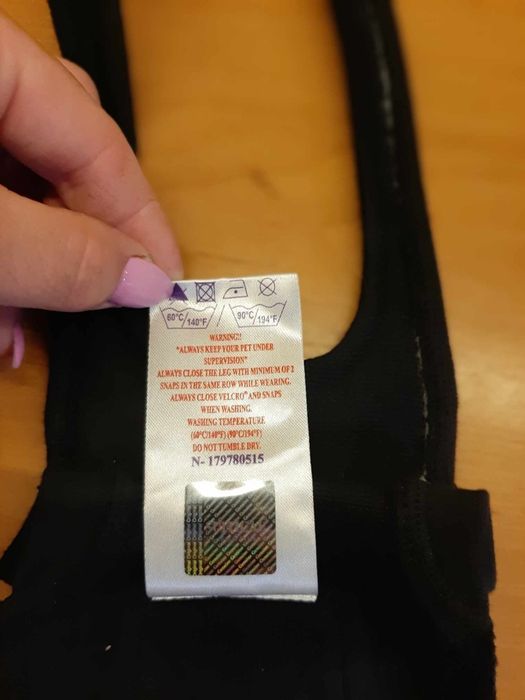 60°C/140°F / 90°C/194°F
WARNING!!
"ALWAYS KEEP YOUR PET UNDER
SUPERVISION"
ALWAYS CLOSE THE LEG WITH MINIMUM OF 2
SNAPS IN THE SAME ROW WHILE WEARING.
ALWAYS CLOSE VELCRO® AND SNAPS
WHEN WASHING.
WASHING TEMPERATURE
(60°C/140°F) (90°C/194°F)
DO NOT TUMBLE DRY.
N- 179780515